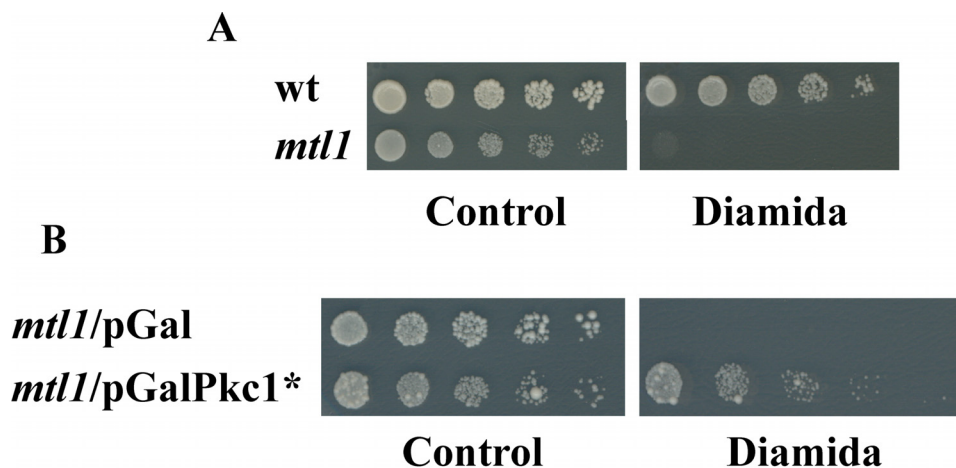 A
wt
mtl1
Control Diamida
B
mtl1/pGal
mtl1/pGalPkc1*
Control Diamida